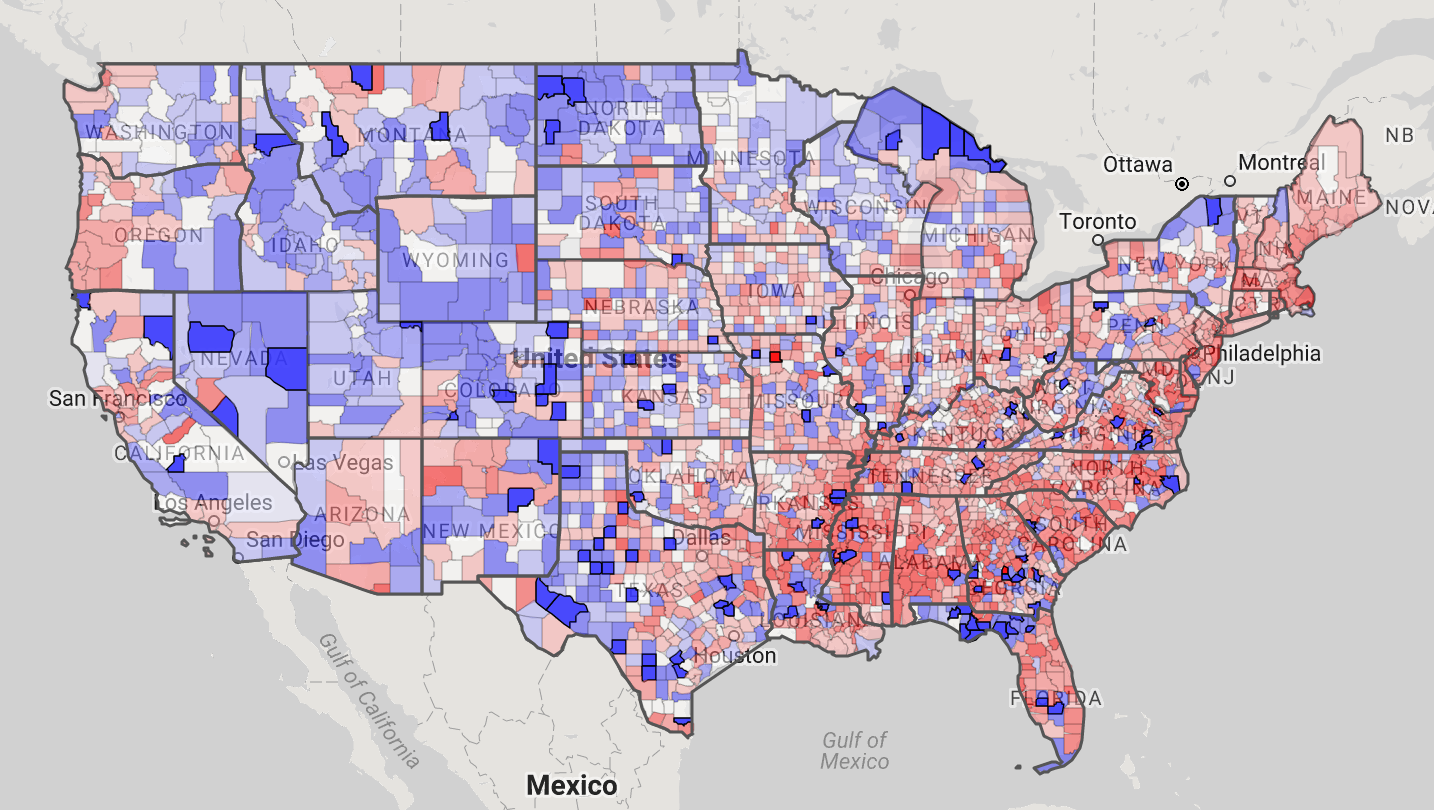 NORTH
DAKOTA
WASHINGTON
MONTANA
MINNESOTA
NB
Ottawa
Montreal
MAINE
NOVA
SOUTH
DAKOTA
WISCONSIN
VT
Toronto
OREGON
IDAHO
MICHIGAN
NH
WYOMING
NEW YORK
Chicago
MA
IOWA
NEBRASKA
CT
ILLINOIS
PENN
OHIO
NEVADA
United States
INDIANA
Philadelphia
MD
UTAH
NJ
COLORADO
San Francisco
KANSAS
MISSOURI
WEST
VIRGINIA
KENTUCKY
VIRGINIA
CALIFORNIA
Las Vegas
OKLAHOMA
TENNESSEE
NORTH
CAROLINA
Los Angeles
ARKANSAS
ARIZONA
NEW MEXICO
MISSISSIPPI
SOUTH
CAROLINA
San Diego
Dallas
ALABAMA
TEXAS
GEORGIA
LOUISIANA
Houston
Gulf of California
FLORIDA
Gulf of
Mexico
Mexico